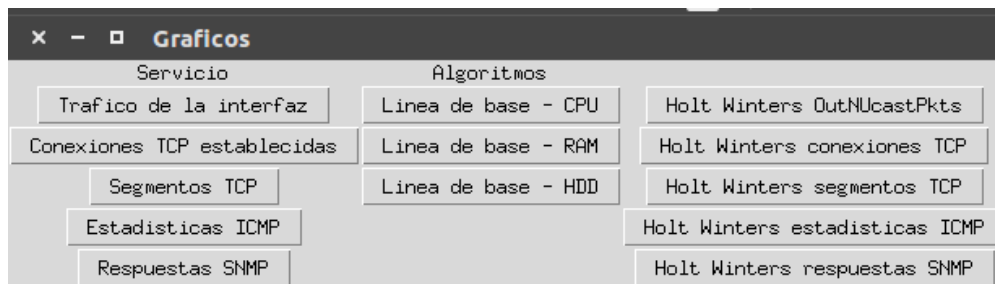 Graficos
Servicio Algoritmos
Trafico de la interfaz Linea de base - CPU Holt Winters OutNUcastPkts
Conexiones TCP establecidas Linea de base - RAM Holt Winters conexiones TCP
Segmentos TCP Linea de base - HDD Holt Winters segmentos TCP
Estadisticas ICMP Holt Winters estadisticas ICMP
Respuestas SNMP Holt Winters respuestas SNMP